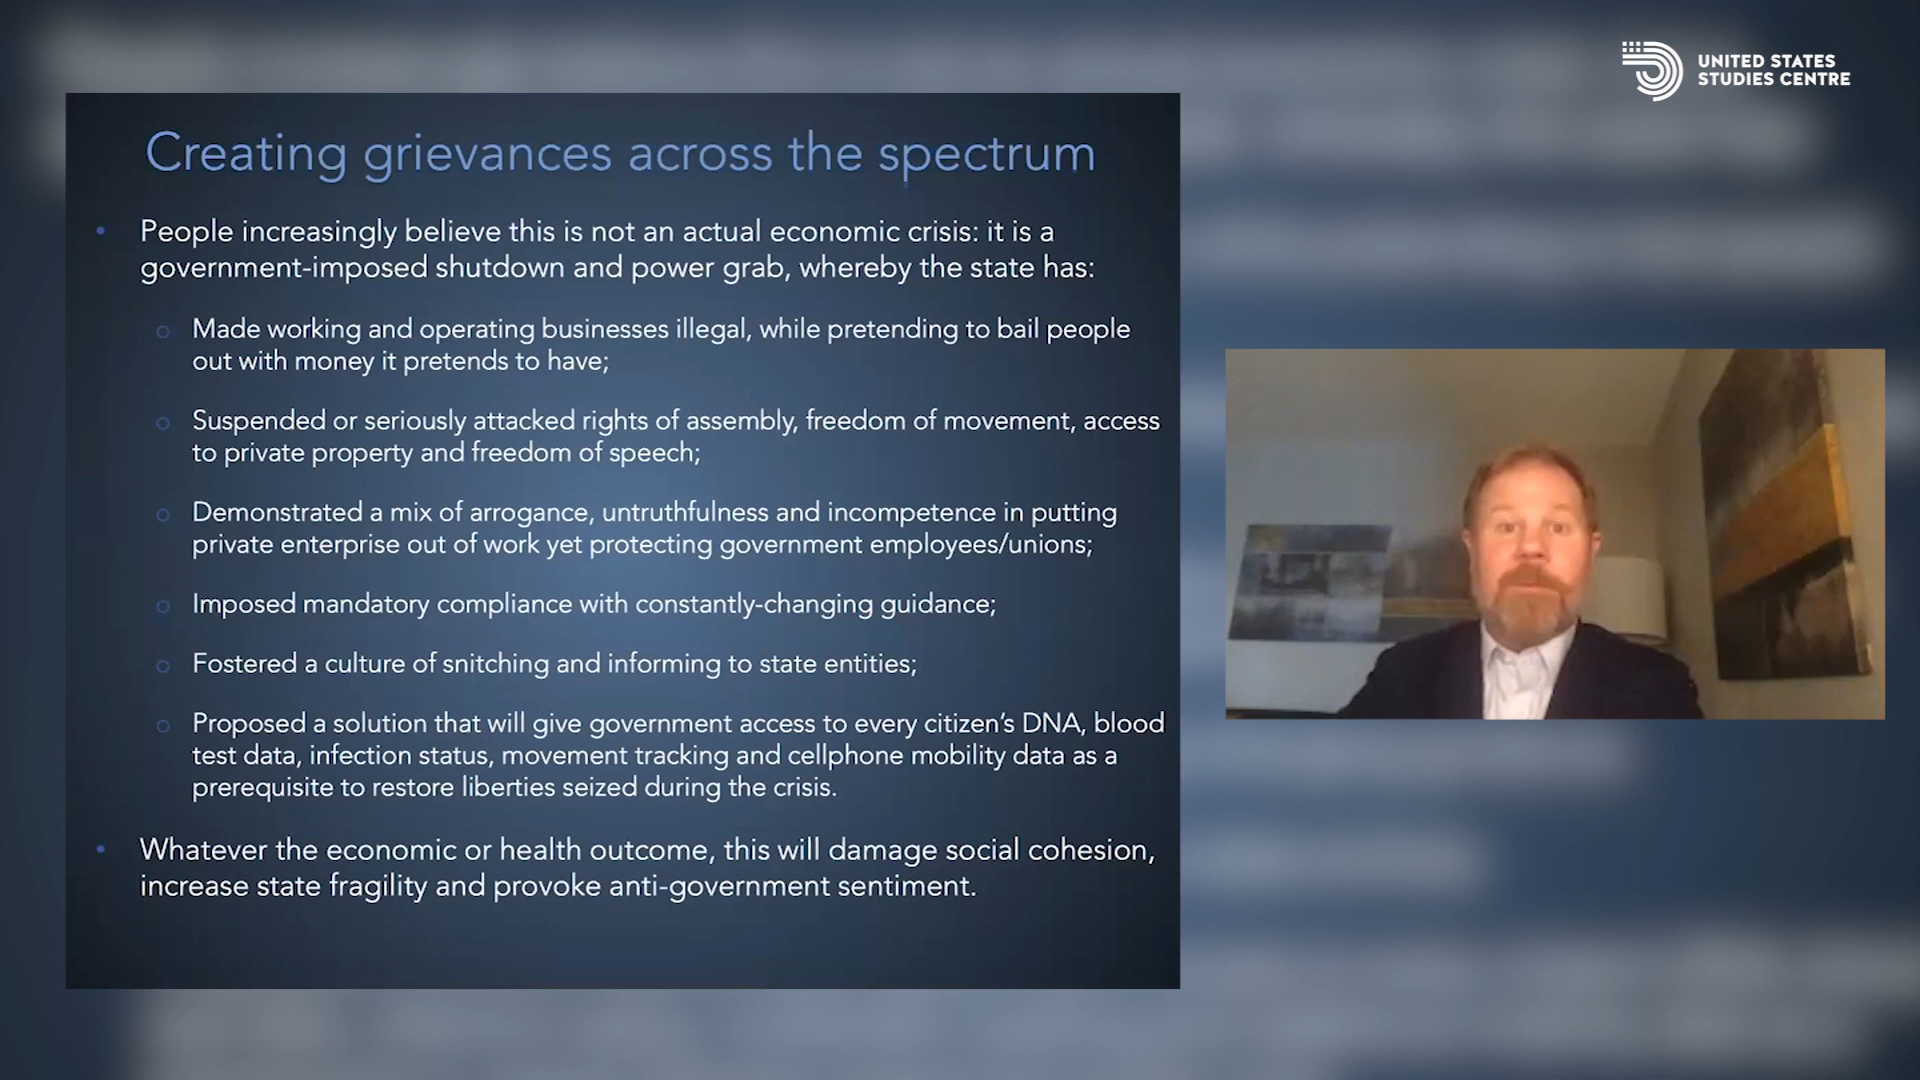 UNITED STATES
STUDIES CENTRE
Creating grievances across the spectrum
• People increasingly believe this is not an actual economic crisis: it is a
government-imposed shutdown and power grab, whereby the state has:
○ Made working and operating businesses illegal, while pretending to bail people
out with money it pretends to have;
○ Suspended or seriously attacked rights of assembly, freedom of movement, access
to private property and freedom of speech;
○ Demonstrated a mix of arrogance, untruthfulness and incompetence in putting
private enterprise out of work yet protecting government employees/unions;
○ Imposed mandatory compliance with constantly-changing guidance;
○ Fostered a culture of snitching and informing to state entities;
○ Proposed a solution that will give government access to every citizen’s DNA, blood
test data, infection status, movement tracking and cellphone mobility data as a
prerequisite to restore liberties seized during the crisis.
• Whatever the economic or health outcome, this will damage social cohesion,
increase state fragility and provoke anti-government sentiment.